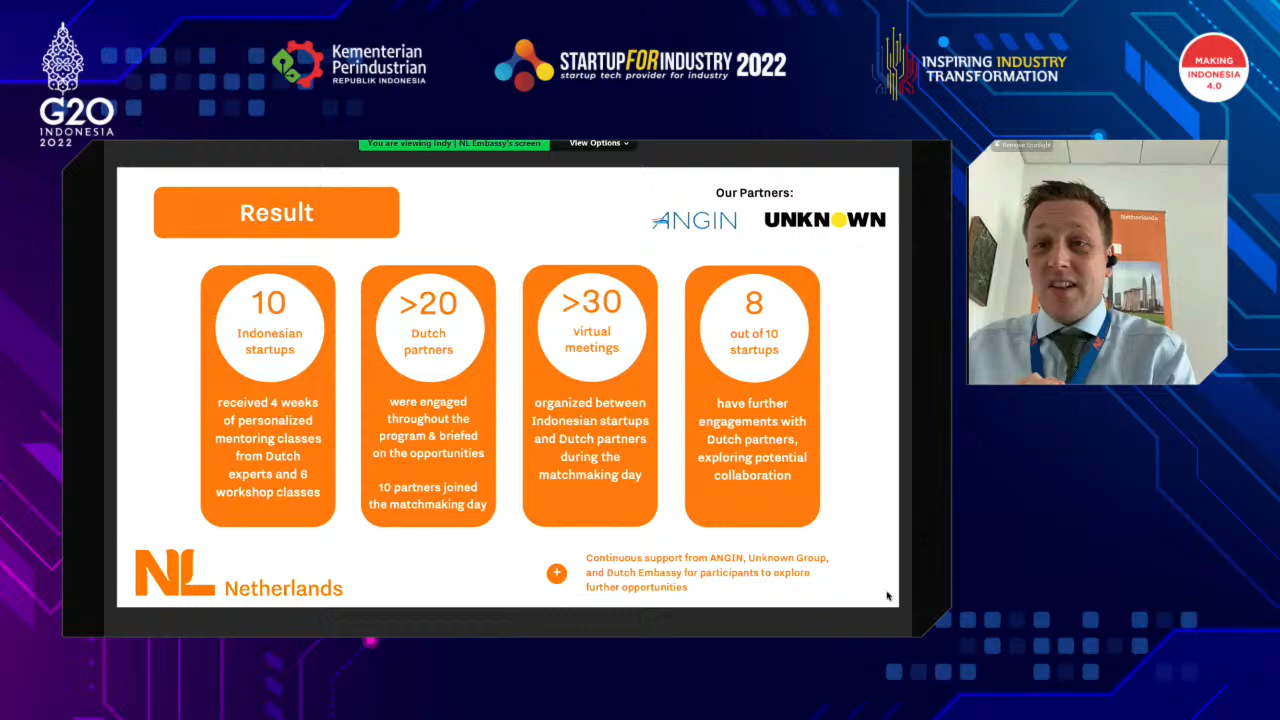 G20
INDONESIA
2022
Kementerian
Perindustrian
REPUBLIK INDONESIA
STARTUPFORINDUSTRY 2022
startup tech provider for industry
INSPIRING INDUSTRY
TRANSFORMATION
MAKING
INDONESIA
4.0
You are viewing Indy | NL Embassy's screen
View Options
Remove Spotlight
Result
Our Partners:
ANGIN
UNKNOWN
10
Indonesian
startups
received 4 weeks
of personalized
mentoring classes
from Dutch
experts and 6
workshop classes
>20
Dutch
partners
were engaged
throughout the
program & briefed
on the opportunities
10 partners joined
the matchmaking day
>30
virtual
meetings
organized between
Indonesian startups
and Dutch partners
during the
matchmaking day
8
out of 10
startups
have further
engagements with
Dutch partners,
exploring potential
collaboration
NL Netherlands
+
Continuous support from ANGIN, Unknown Group,
and Dutch Embassy for participants to explore
further opportunities
Netherlands